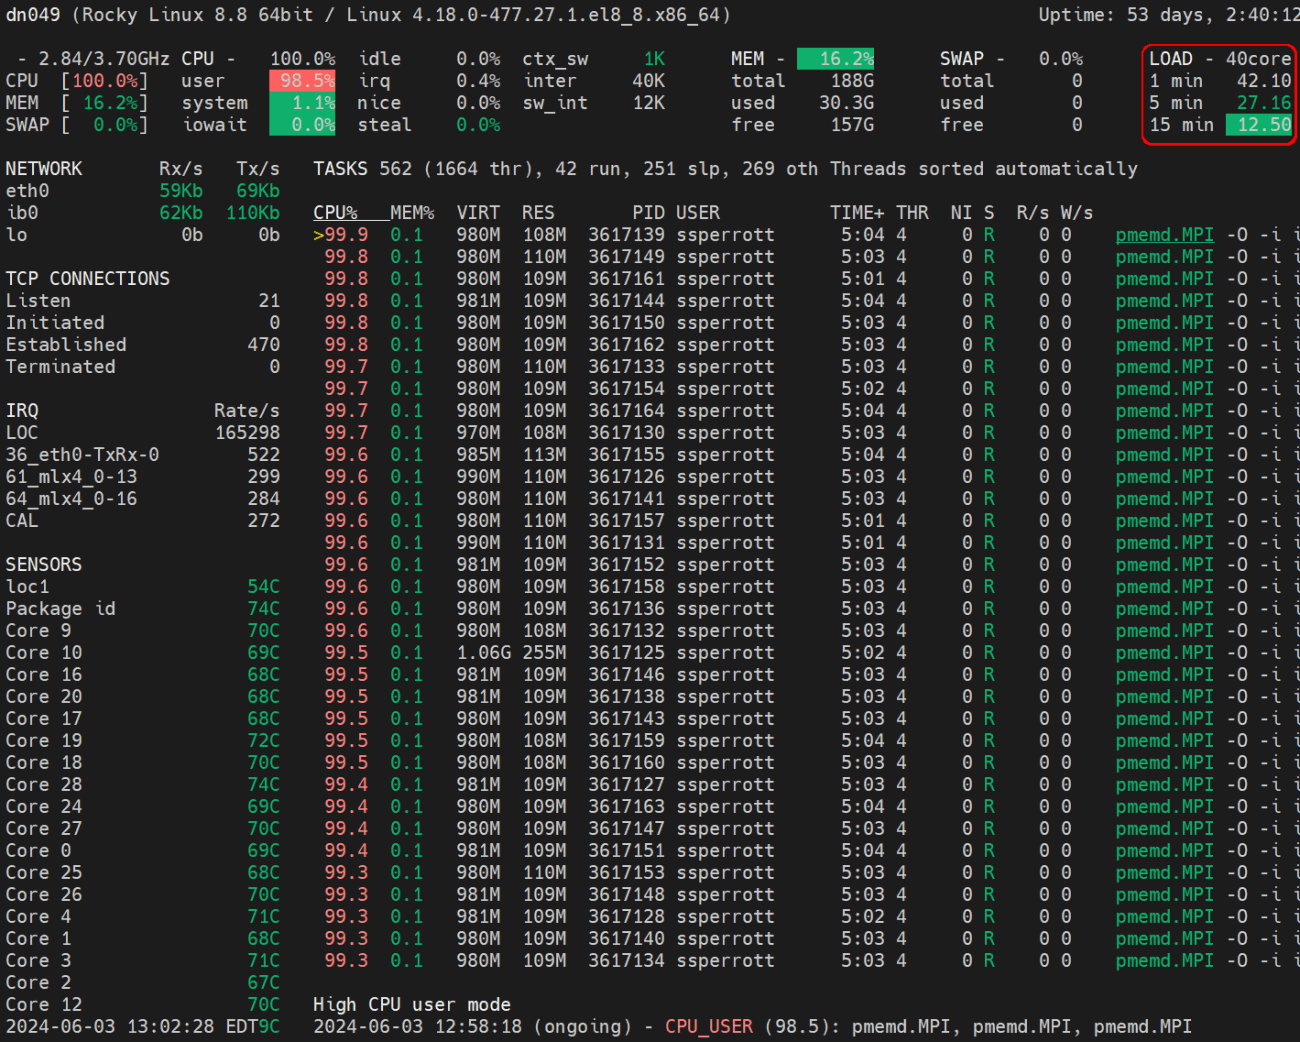 dn049 (Rocky Linux 8.8 64bit / Linux 4.18.0-477.27.1.el8_8.x86_64) Uptime: 53 days, 2:40:12
- 2.84/3.70GHz CPU - 100.0% idle 0.0% ctx_sw 1K MEM - 16.2% SWAP - 0.0% LOAD - 40core
CPU [100.0%] user 98.5% irq 0.4% inter 40K total 188G total 0 1 min 42.10
MEM [ 16.2%] system 1.1% nice 0.0% sw_int 12K used 30.3G used 0 5 min 27.16
SWAP [ 0.0%] iowait 0.0% steal 0.0% free 157G free 0 15 min 12.50
NETWORK Rx/s Tx/s TASKS 562 (1664 thr), 42 run, 251 slp, 269 oth Threads sorted automatically
eth0 59Kb 69Kb
ib0 62Kb 110Kb CPU% MEM% VIRT RES PID USER TIME+ THR NI S R/s W/s
lo 0b 0b >99.9 0.1 980M 108M 3617139 ssperrott 5:04 4 0 R 0 0 pmemd.MPI -O -i i
99.8 0.1 980M 110M 3617149 ssperrott 5:03 4 0 R 0 0 pmemd.MPI -O -i i
TCP CONNECTIONS 99.8 0.1 980M 109M 3617161 ssperrott 5:01 4 0 R 0 0 pmemd.MPI -O -i i
Listen 21 99.8 0.1 981M 109M 3617144 ssperrott 5:04 4 0 R 0 0 pmemd.MPI -O -i i
Initiated 0 99.8 0.1 980M 109M 3617150 ssperrott 5:03 4 0 R 0 0 pmemd.MPI -O -i i
Established 470 99.8 0.1 980M 109M 3617162 ssperrott 5:03 4 0 R 0 0 pmemd.MPI -O -i i
Terminated 0 99.7 0.1 980M 110M 3617133 ssperrott 5:03 4 0 R 0 0 pmemd.MPI -O -i i
99.7 0.1 980M 109M 3617154 ssperrott 5:02 4 0 R 0 0 pmemd.MPI -O -i i
IRQ Rate/s 99.7 0.1 980M 109M 3617164 ssperrott 5:04 4 0 R 0 0 pmemd.MPI -O -i i
LOC 165298 99.7 0.1 970M 108M 3617130 ssperrott 5:03 4 0 R 0 0 pmemd.MPI -O -i i
36_eth0-TxRx-0 522 99.6 0.1 985M 113M 3617155 ssperrott 5:03 4 0 R 0 0 pmemd.MPI -O -i i
61_mlx4_0-13 299 99.6 0.1 990M 110M 3617126 ssperrott 5:03 4 0 R 0 0 pmemd.MPI -O -i i
64_mlx4_0-16 284 99.6 0.1 980M 110M 3617141 ssperrott 5:03 4 0 R 0 0 pmemd.MPI -O -i i
CAL 272 99.6 0.1 980M 110M 3617157 ssperrott 5:01 4 0 R 0 0 pmemd.MPI -O -i i
99.6 0.1 990M 110M 3617131 ssperrott 5:01 4 0 R 0 0 pmemd.MPI -O -i i
SENSORS 99.6 0.1 981M 109M 3617152 ssperrott 5:03 4 0 R 0 0 pmemd.MPI -O -i i
loc1 54C 99.6 0.1 980M 109M 3617158 ssperrott 5:03 4 0 R 0 0 pmemd.MPI -O -i i
Package id 74C 99.6 0.1 980M 109M 3617136 ssperrott 5:03 4 0 R 0 0 pmemd.MPI -O -i i
Core 9 70C 99.6 0.1 980M 108M 3617132 ssperrott 5:03 4 0 R 0 0 pmemd.MPI -O -i i
Core 10 69C 99.5 0.1 1.06G 255M 3617125 ssperrott 5:02 4 0 R 0 0 pmemd.MPI -O -i i
Core 16 68C 99.5 0.1 981M 109M 3617146 ssperrott 5:03 4 0 R 0 0 pmemd.MPI -O -i i
Core 20 68C 99.5 0.1 981M 109M 3617138 ssperrott 5:03 4 0 R 0 0 pmemd.MPI -O -i i
Core 17 68C 99.5 0.1 980M 109M 3617143 ssperrott 5:03 4 0 R 0 0 pmemd.MPI -O -i i
Core 19 72C 99.5 0.1 980M 108M 3617159 ssperrott 5:04 4 0 R 0 0 pmemd.MPI -O -i i
Core 18 70C 99.5 0.1 980M 108M 3617160 ssperrott 5:03 4 0 R 0 0 pmemd.MPI -O -i i
Core 28 74C 99.4 0.1 981M 109M 3617127 ssperrott 5:03 4 0 R 0 0 pmemd.MPI -O -i i
Core 24 69C 99.4 0.1 980M 109M 3617163 ssperrott 5:04 4 0 R 0 0 pmemd.MPI -O -i i
Core 27 70C 99.4 0.1 980M 109M 3617147 ssperrott 5:03 4 0 R 0 0 pmemd.MPI -O -i i
Core 0 69C 99.4 0.1 981M 109M 3617151 ssperrott 5:04 4 0 R 0 0 pmemd.MPI -O -i i
Core 25 68C 99.3 0.1 980M 110M 3617153 ssperrott 5:03 4 0 R 0 0 pmemd.MPI -O -i i
Core 26 70C 99.3 0.1 981M 109M 3617148 ssperrott 5:03 4 0 R 0 0 pmemd.MPI -O -i i
Core 4 71C 99.3 0.1 981M 109M 3617128 ssperrott 5:02 4 0 R 0 0 pmemd.MPI -O -i i
Core 1 68C 99.3 0.1 980M 109M 3617140 ssperrott 5:03 4 0 R 0 0 pmemd.MPI -O -i i
Core 3 71C 99.3 0.1 980M 109M 3617134 ssperrott 5:03 4 0 R 0 0 pmemd.MPI -O -i i
Core 2 67C
Core 12 70C High CPU user mode
2024-06-03 13:02:28 EDT9C 2024-06-03 12:58:18 (ongoing) - CPU_USER (98.5): pmemd.MPI, pmemd.MPI, pmemd.MPI